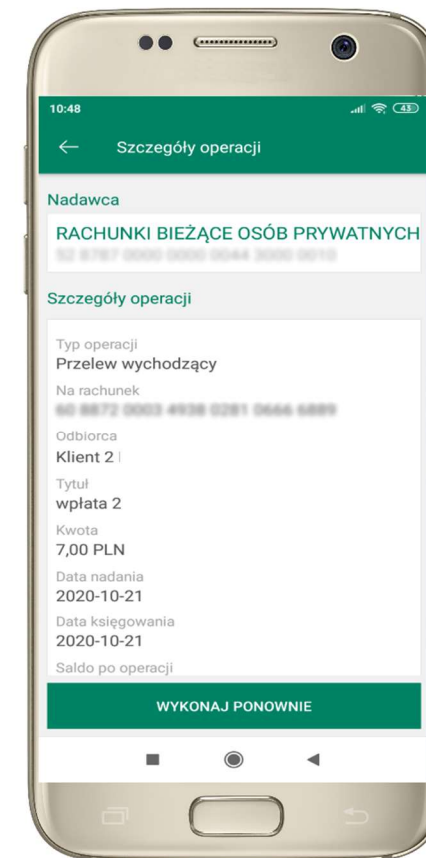 10:48
43
Szczegóły operacji
Nadawca
RACHUNKI BIEŻĄCE OSÓB PRYWATNYCH
Szczegóły operacji
Typ operacji
Przelew wychodzący
Na rachunek
Odbiorca
Klient 2
Tytuł
wpłata 2
Kwota
7,00 PLN
Data nadania
2020-10-21
Data księgowania
2020-10-21
Saldo po operacji
WYKONAJ PONOWNIE